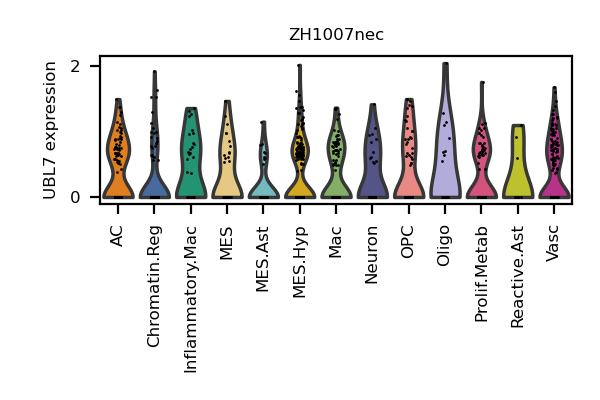 ZH1007nec
UBL7 expression
2
0
AC
Chromatin.Reg
Inflammatory.Mac
MES
MES.Ast
MES.Hyp
Mac
Neuron
OPC
Oligo
Prolif.Metab
Reactive.Ast
Vasc